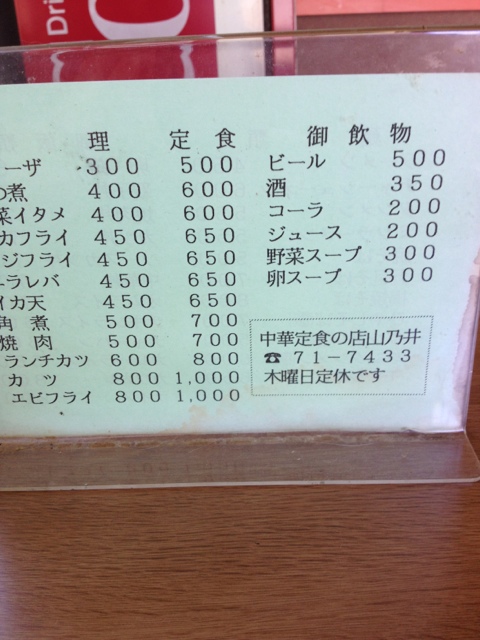 Dri
理 定食 御飲物
ーザ 300 500 ビール 500
煮 400 600 酒 350
菜イタメ 400 600 コーラ 200
カフライ 450 650 ジュース 200
ジフライ 450 650 野菜スープ 300
ラレバ 450 650 卵スープ 300
イカ天 450 650
角煮 500 700
焼肉 500 700
ランチカツ 600 800
カツ 800 1,000
エビフライ 800 1,000
中華定食の店山乃井
☎ 71-7433
木曜日定休です